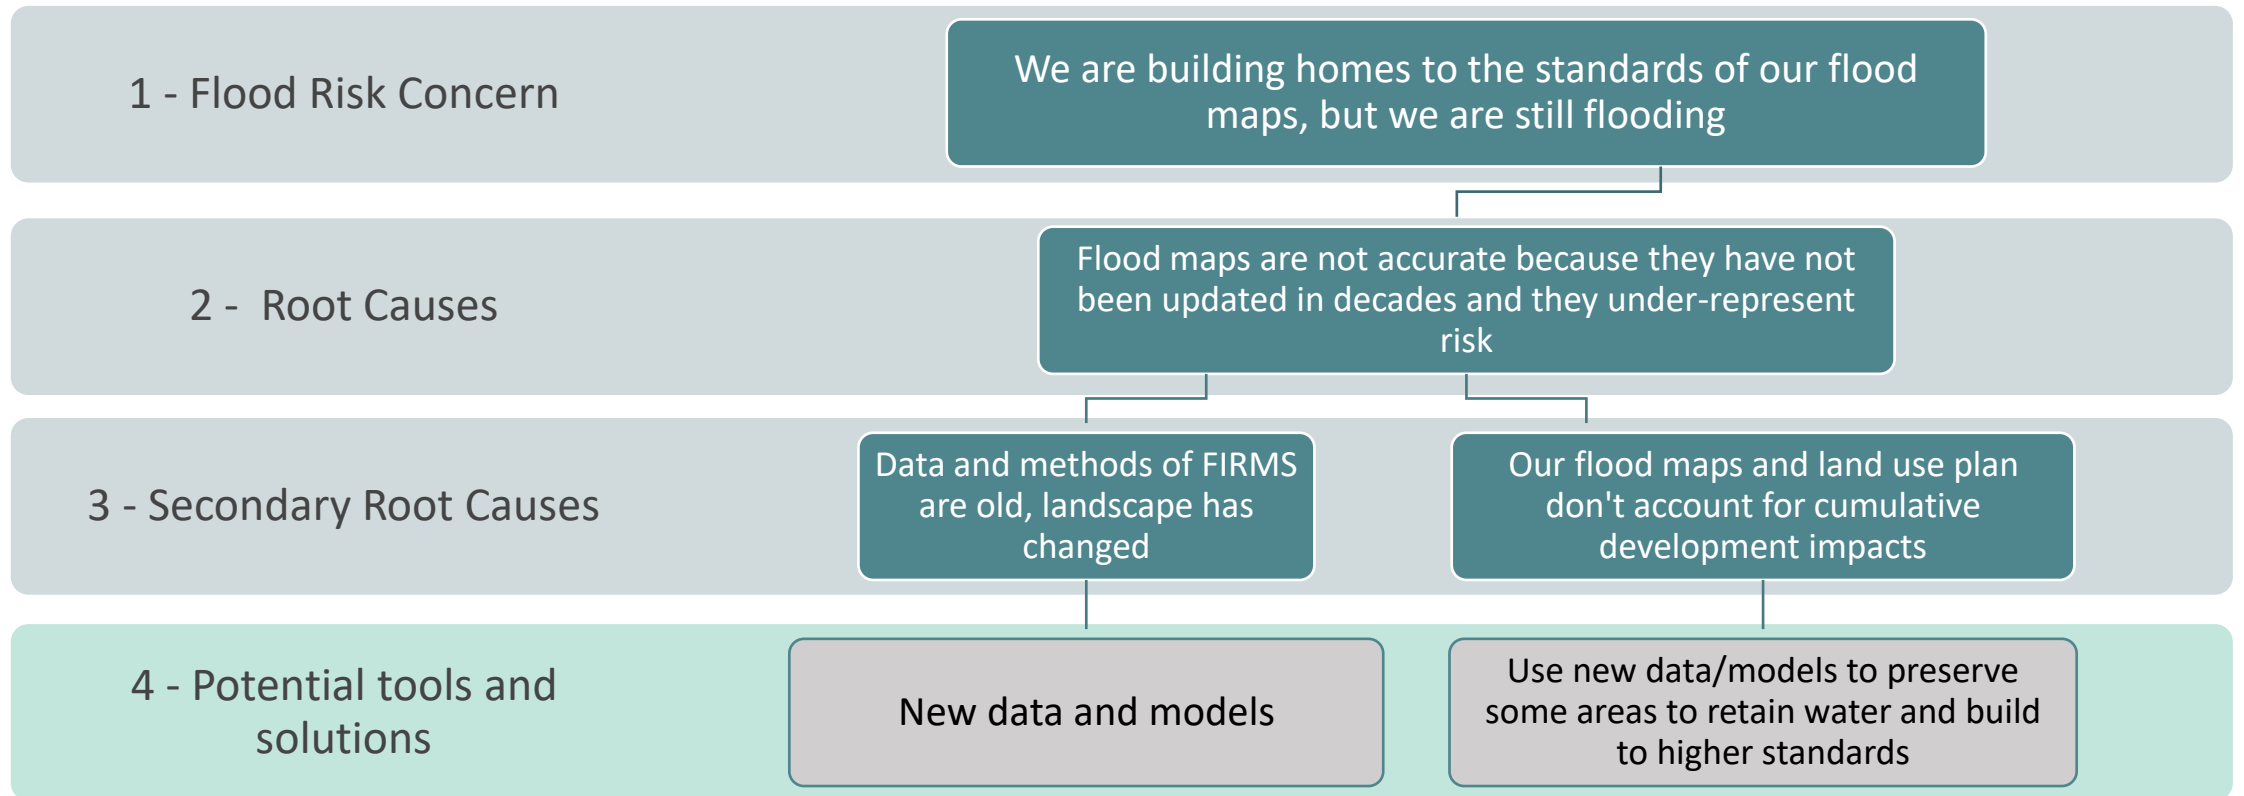 1 - Flood Risk Concern
We are building homes to the standards of our flood
maps, but we are still flooding
2 -  Root Causes
Flood maps are not accurate because they have not
been updated in decades and they under-represent
risk
3 - Secondary Root Causes
Data and methods of FIRMS
are old, landscape has
changed
Our flood maps and land use plan
don't account for cumulative
development impacts
4 - Potential tools and
solutions
New data and models
Use new data/models to preserve
some areas to retain water and build
to higher standards